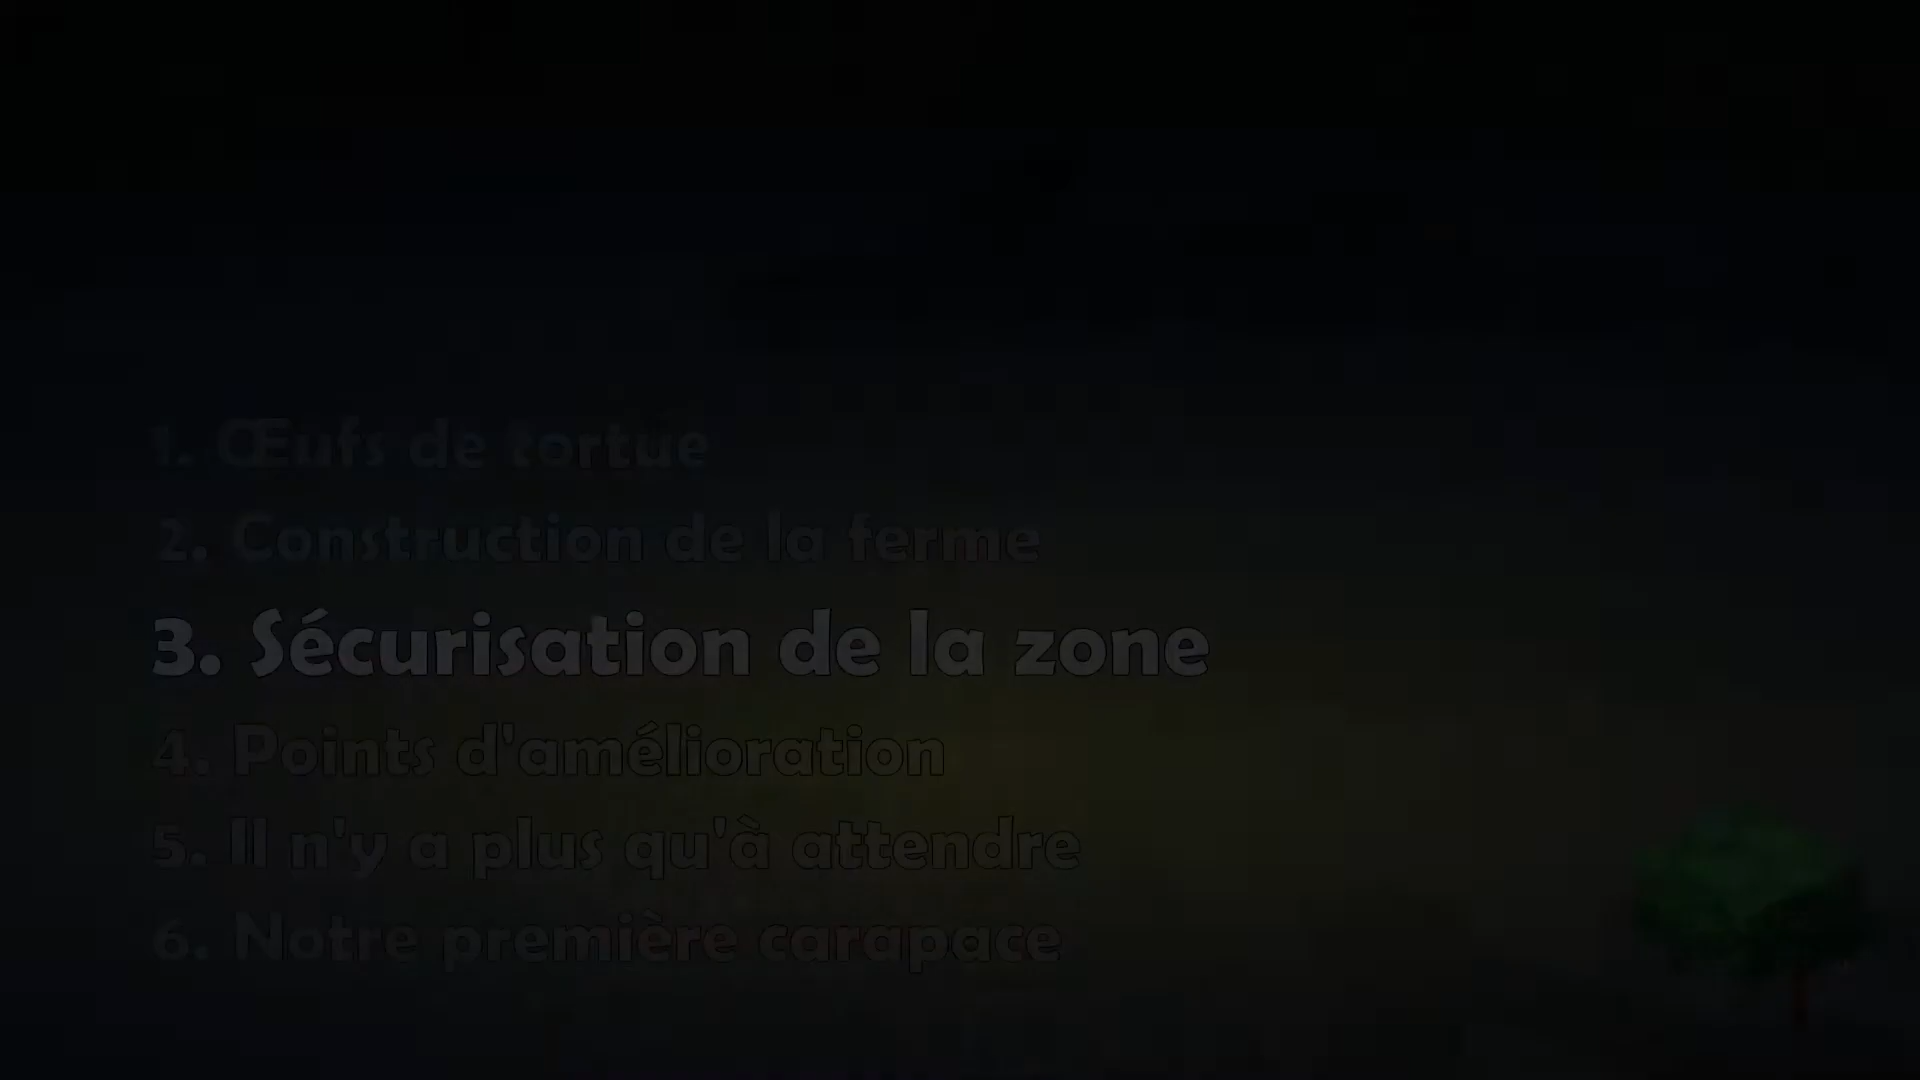 1. Œufs de tortue
2. Construction de la ferme
3. Sécurisation de la zone
4. Points d'amélioration
5. Il n'y a plus qu'à attendre
6. Notre première carapace